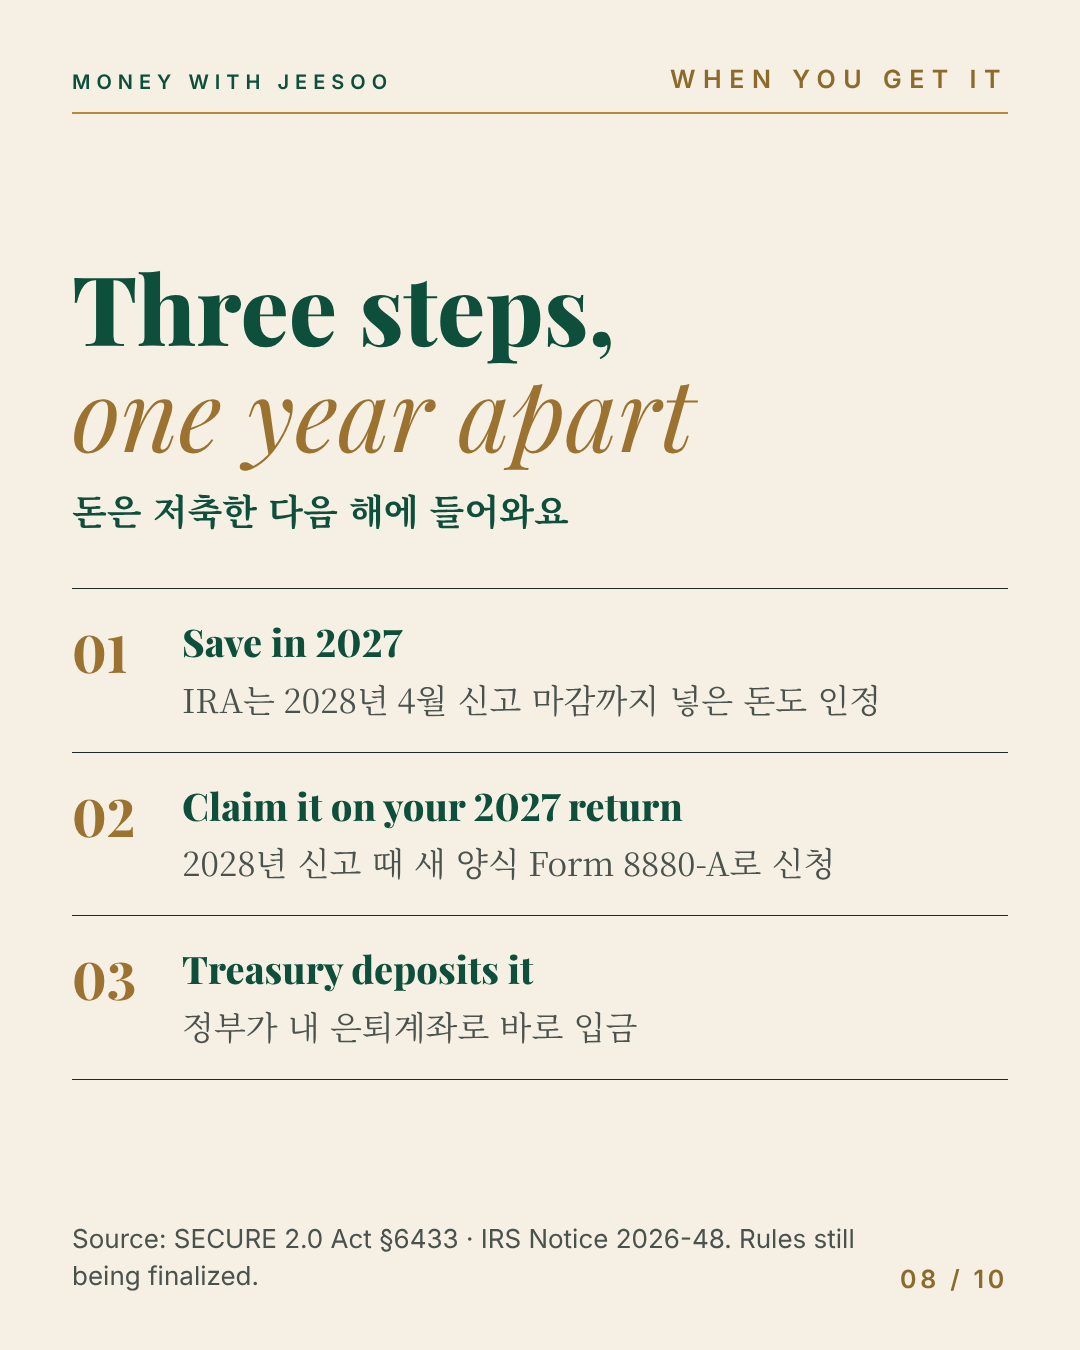 MONEY WITH JEESOO
WHEN YOU GET IT
Three steps,
one year apart
돈은 저축한 다음 해에 들어와요
01
Save in 2027
IRA는 2028년 4월 신고 마감까지 넣은 돈도 인정
02
Claim it on your 2027 return
2028년 신고 때 새 양식 Form 8880-A로 신청
03
Treasury deposits it
정부가 내 은퇴계좌로 바로 입금
Source: SECURE 2.0 Act §6433 · IRS Notice 2026-48. Rules still
being finalized.
08 / 10